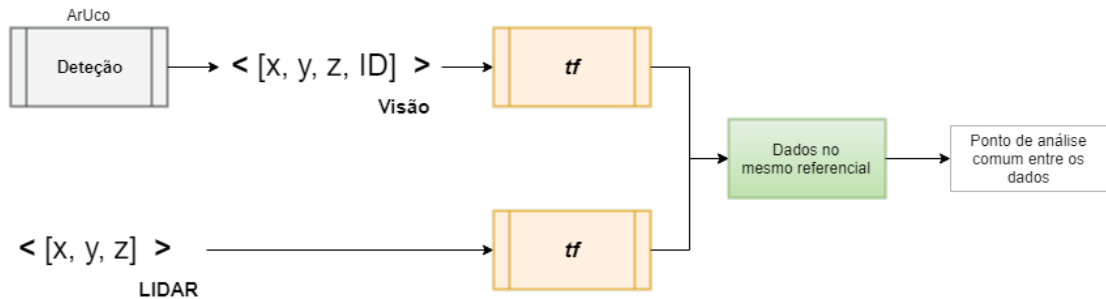 ArUco
Deteção
< [x, y, z, ID] >
Visão
tf
Dados no
mesmo referencial
Ponto de análise
comum entre os
dados
< [x, y, z] >
LIDAR
tf